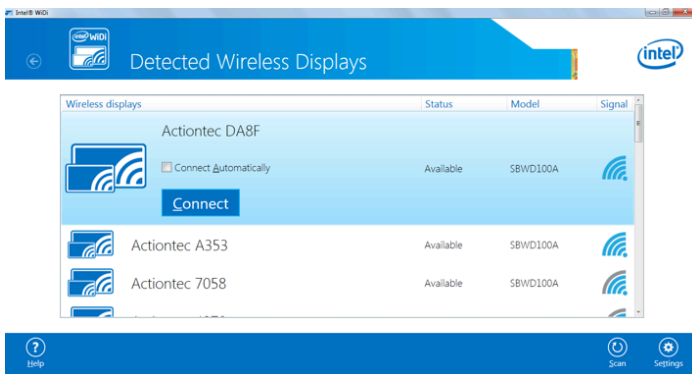 Intel® WiDi
intel WiDi
Detected Wireless Displays
intel
Wireless displays Status Model Signal
Actiontec DA8F
Connect Automatically Available SBWD100A
Connect
Actiontec A353 Available SBWD100A
Actiontec 7058 Available SBWD100A
? 
Help Scan Settings